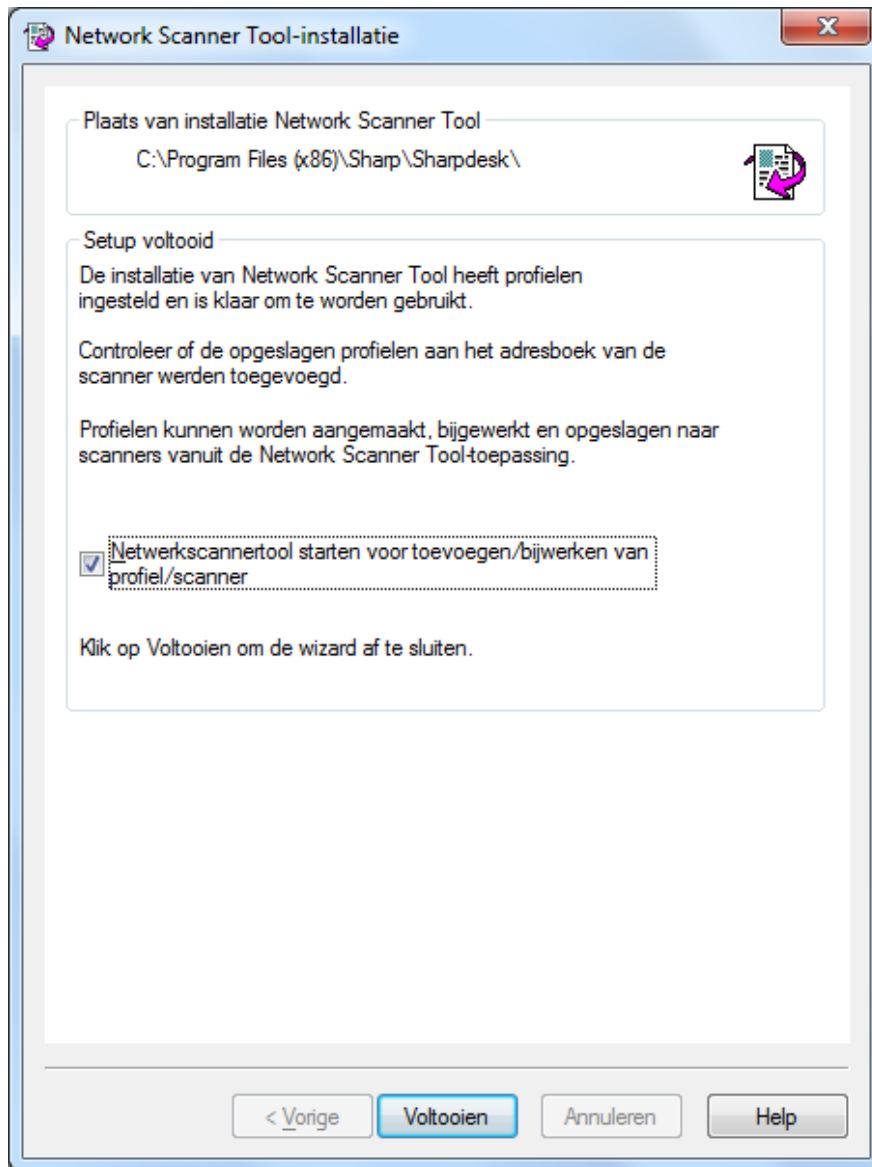 Network Scanner Tool-installatie
Plaats van installatie Network Scanner Tool
C:\Program Files (x86)\Sharp\Sharpdesk\
Setup voltooid
De installatie van Network Scanner Tool heeft profielen
ingesteld en is klaar om te worden gebruikt.
Controleer of de opgeslagen profielen aan het adresboek van de
scanner werden toegevoegd.
Profielen kunnen worden aangemaakt, bijgewerkt en opgeslagen naar
scanners vanuit de Network Scanner Tool-toepassing.
Netwerkscannertool starten voor toevoegen/bijwerken van
profiel/scanner
Klik op Voltooien om de wizard af te sluiten.
< Vorige
Voltooien
Annuleren
Help